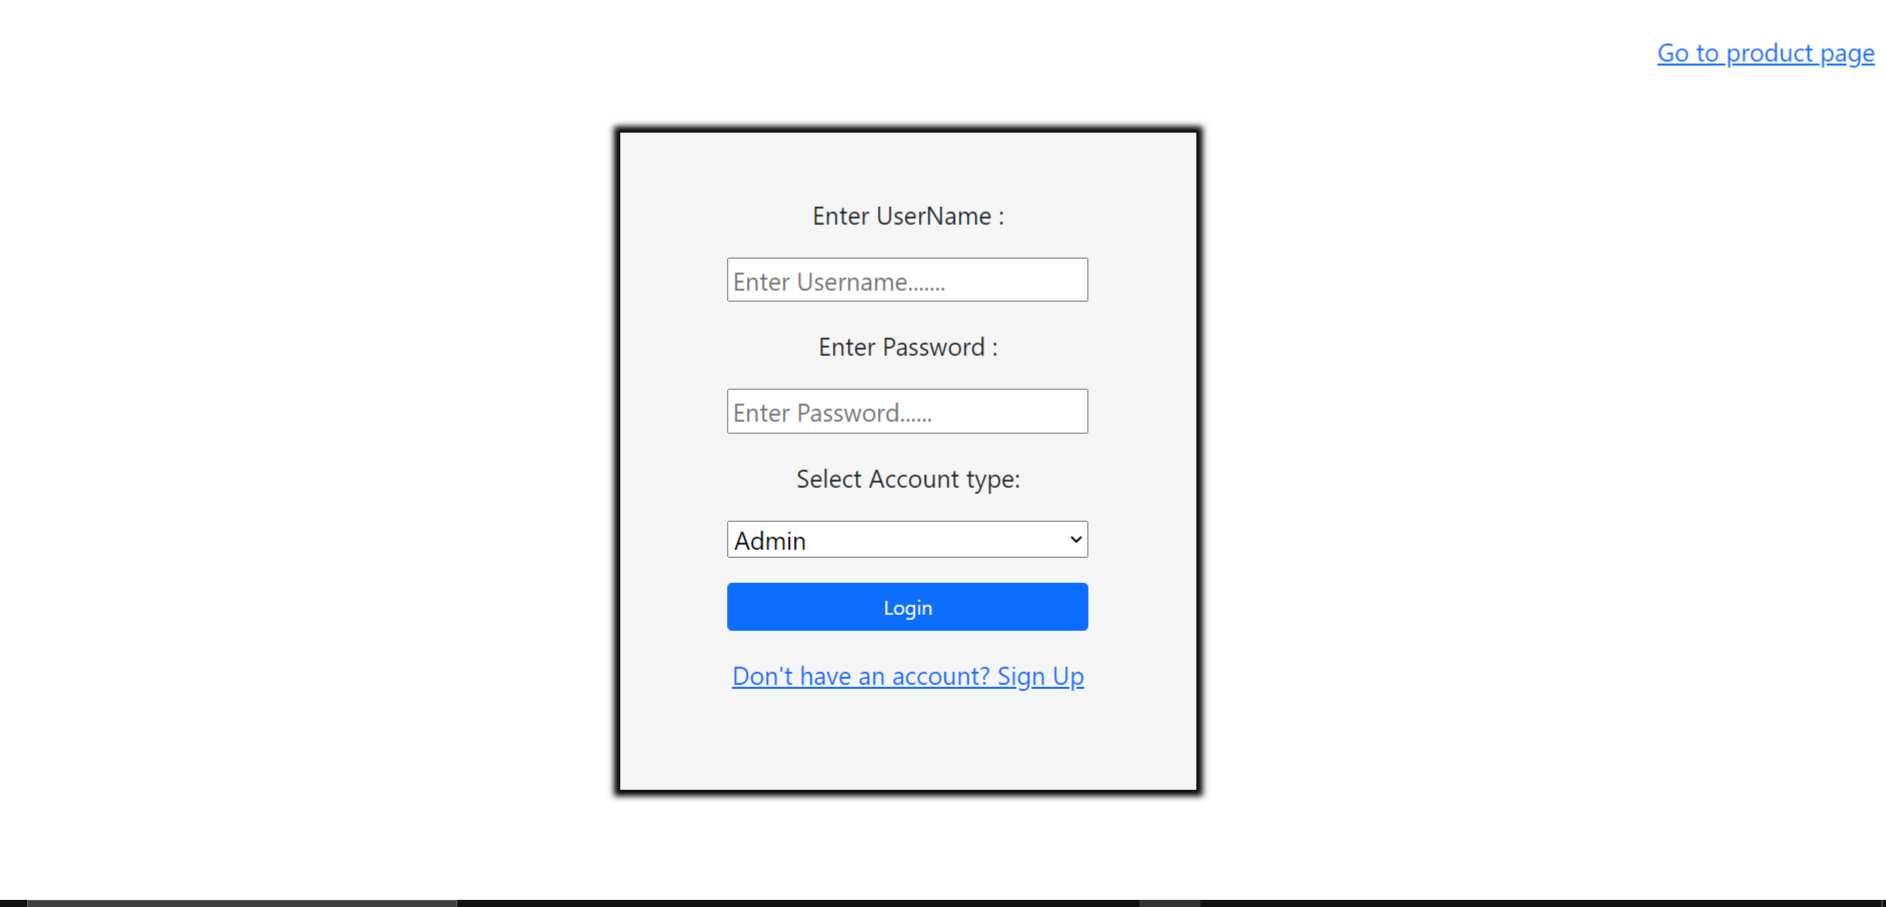 Go to product page
Enter UserName :
Enter Username.......
Enter Password :
Enter Password......
Select Account type:
Admin
Login
Don't have an account? Sign Up